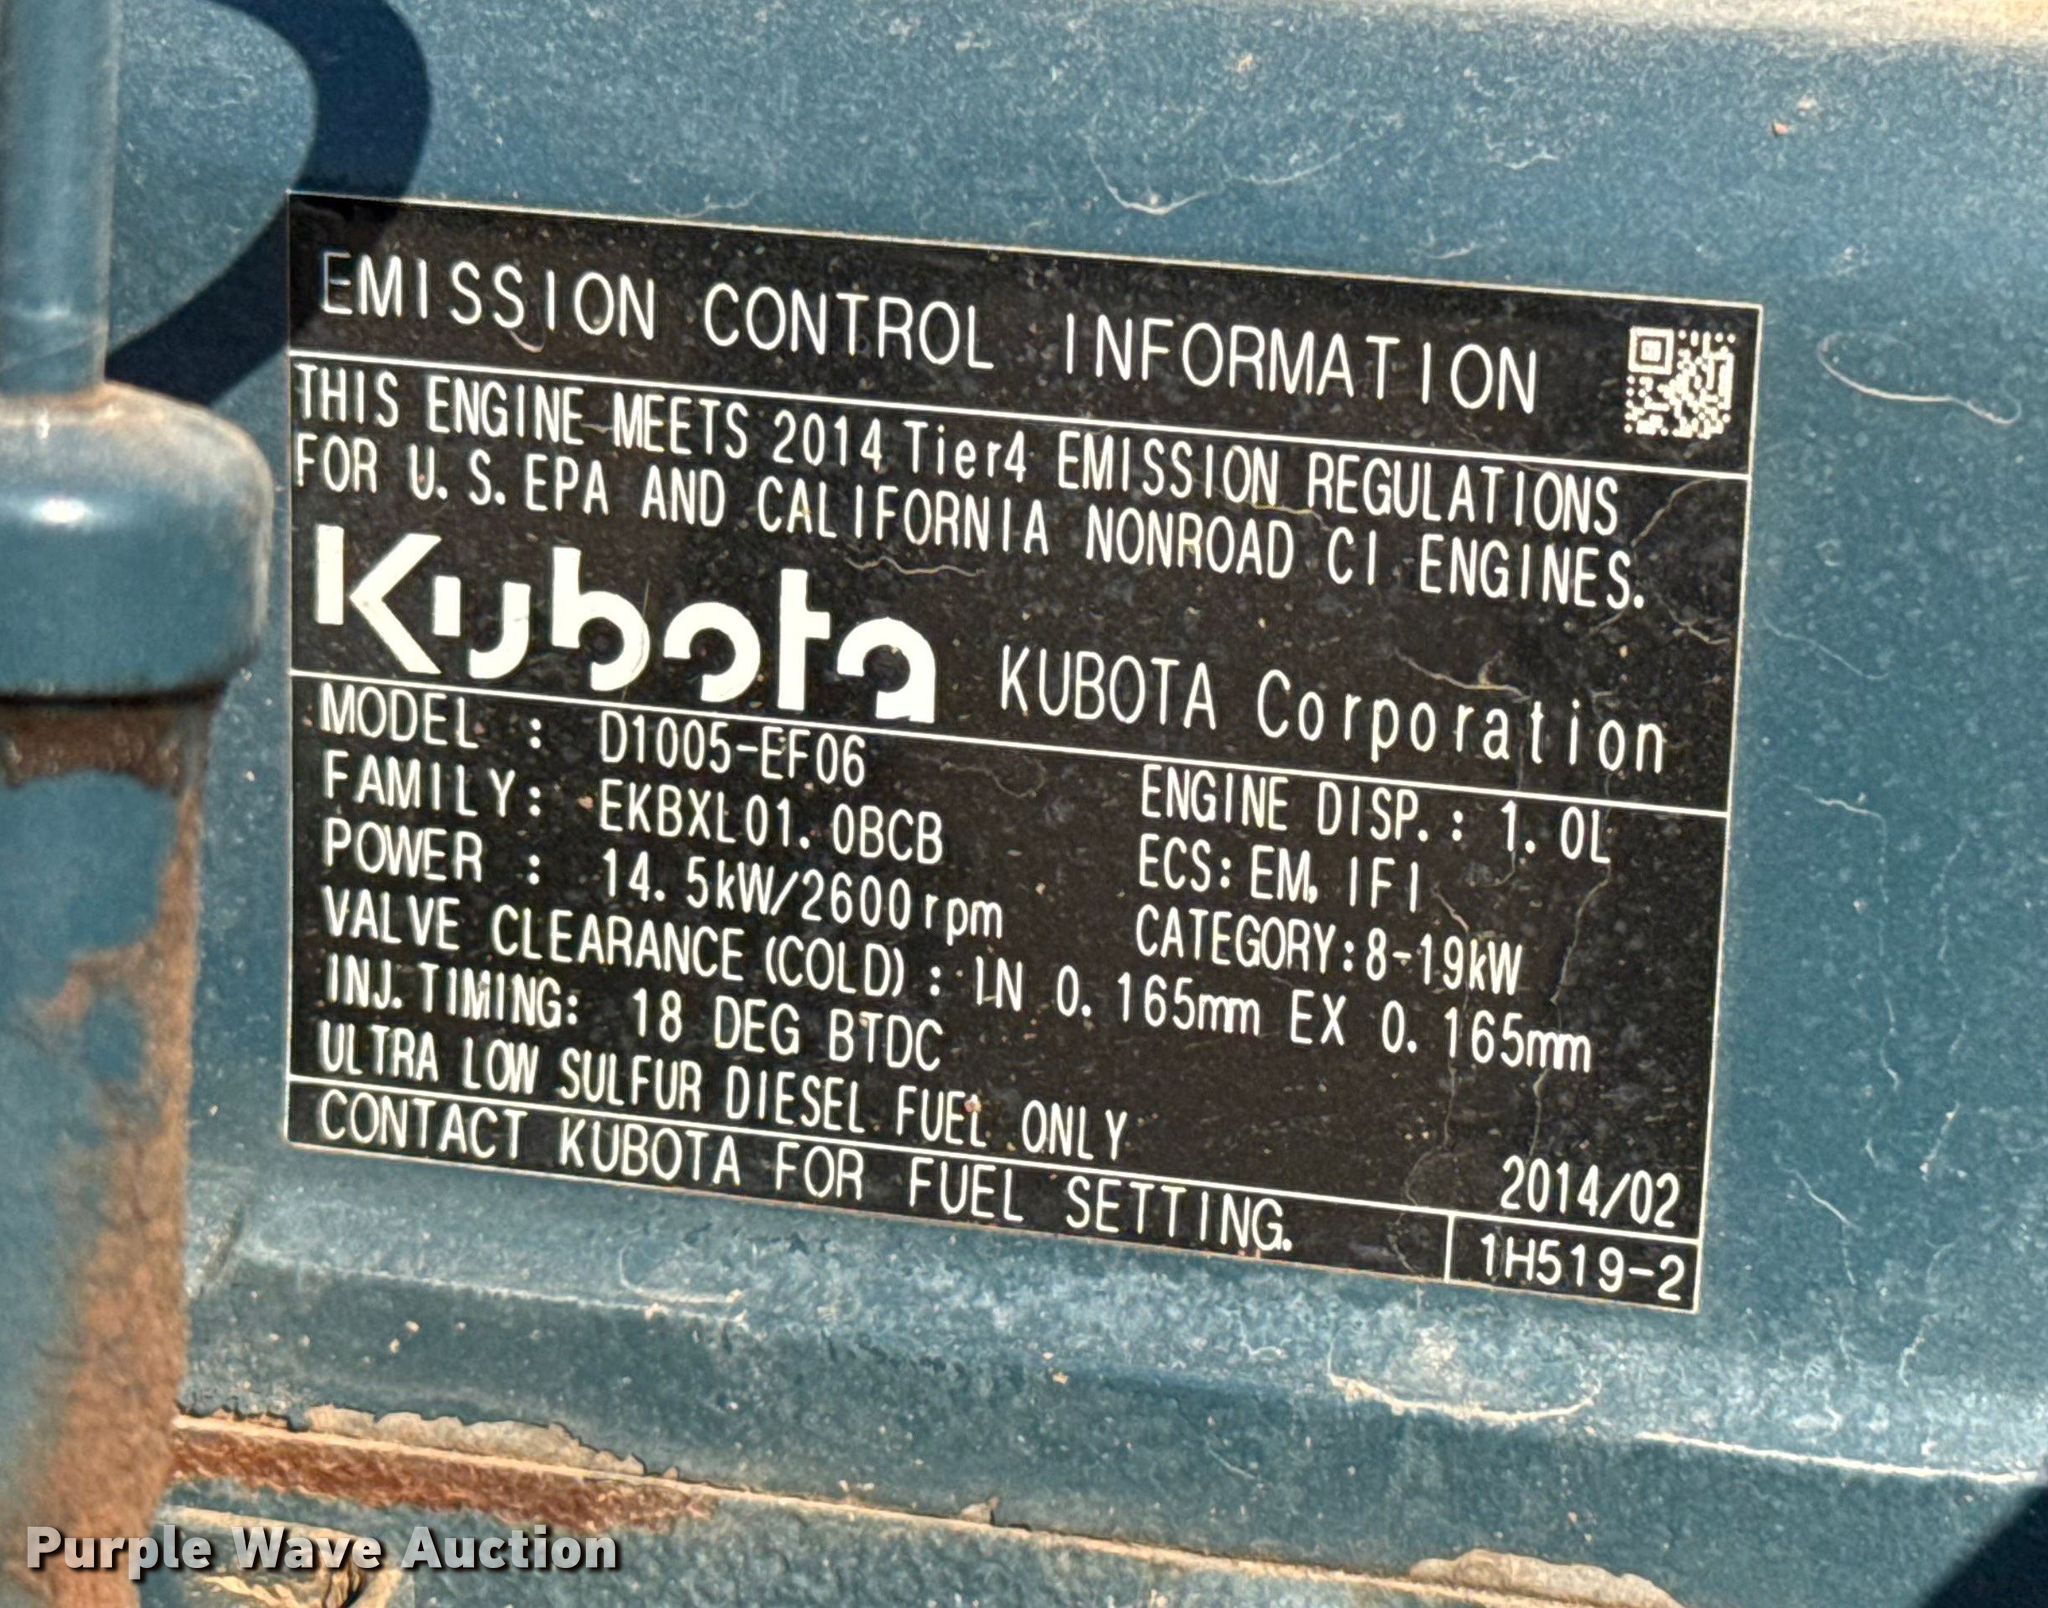 EMISSION CONTROL INFORMATION
THIS ENGINE MEETS 2014 Tier4 EMISSION REGULATIONS
FOR U.S.EPA AND CALIFORNIA NONROAD CI ENGINES.
Kubota KUBOTA Corporation
MODEL : D1005-EF06
FAMILY: EKBXL01.0BCB ENGINE DISP.: 1.0L
POWER : 14.5kW/2600rpm ECS: EM, IFI
CATEGORY:8-19kW
VALVE CLEARANCE (COLD) : IN 0.165mm EX 0.165mm
INJ.TIMING: 18 DEG BTDC
ULTRA LOW SULFUR DIESEL FUEL ONLY
2014/02
CONTACT KUBOTA FOR FUEL SETTING.
1H519-2
Purple Wave Auction